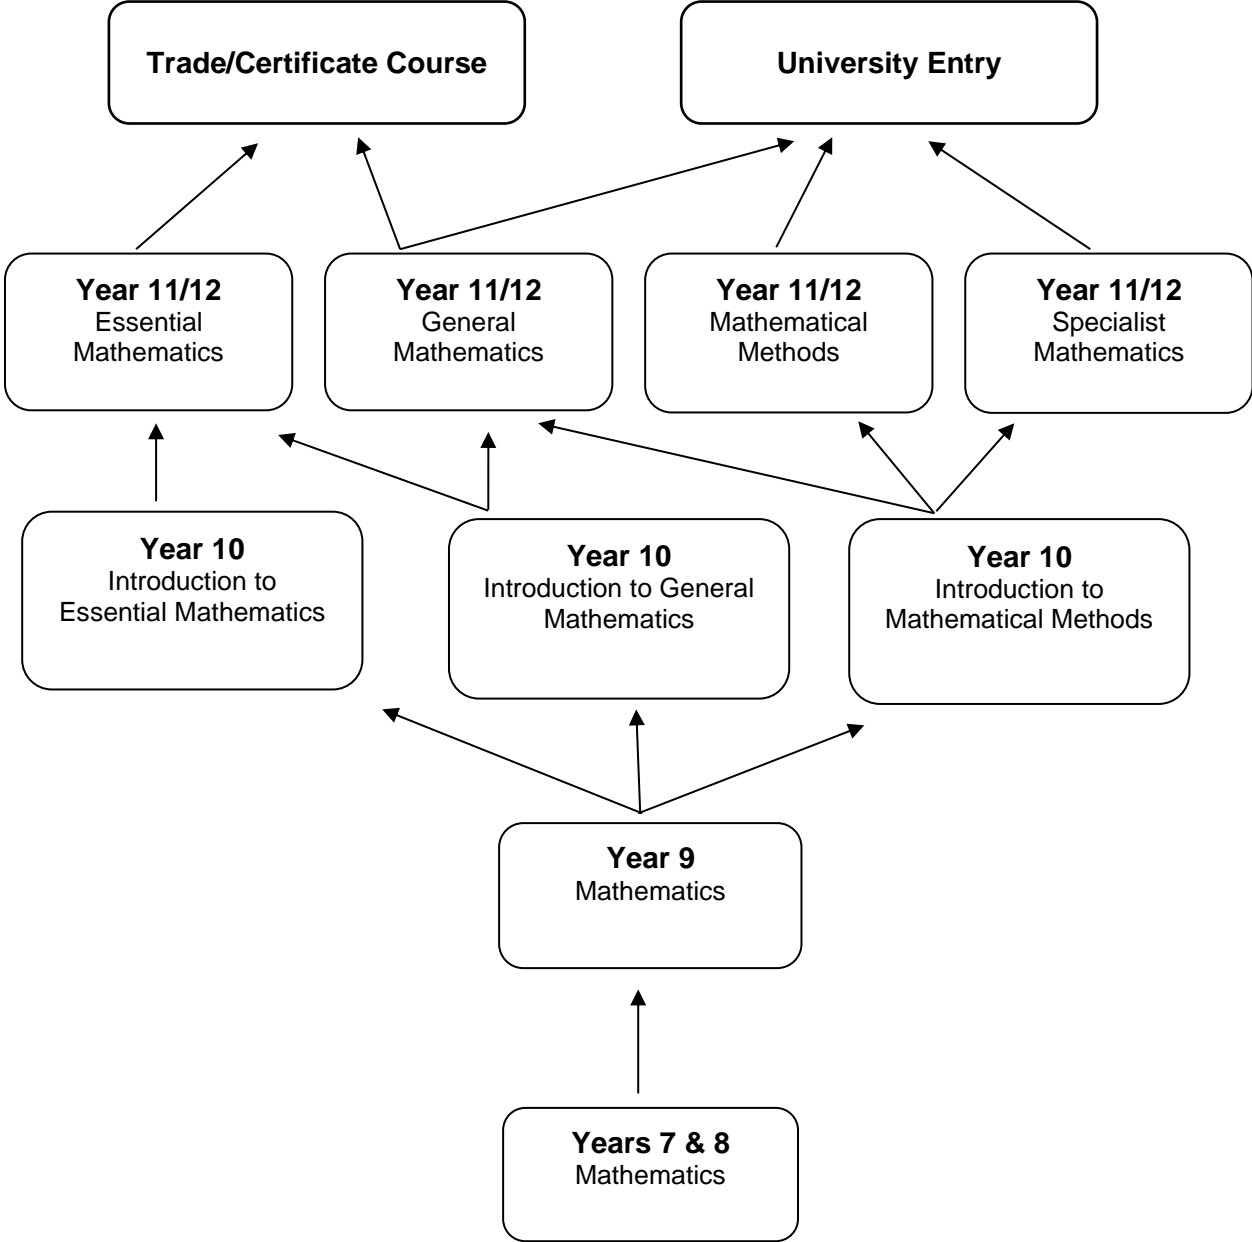 Trade/Certificate Course
University Entry
Year 11/12
Essential
Mathematics
Year 11/12
General
Mathematics
Year 11/12
Mathematical
Methods
Year 11/12
Specialist
Mathematics
Year 10
Introduction to
Essential Mathematics
Year 10
Introduction to General
Mathematics
Year 10
Introduction to
Mathematical Methods
Year 9
Mathematics
Years 7 & 8
Mathematics